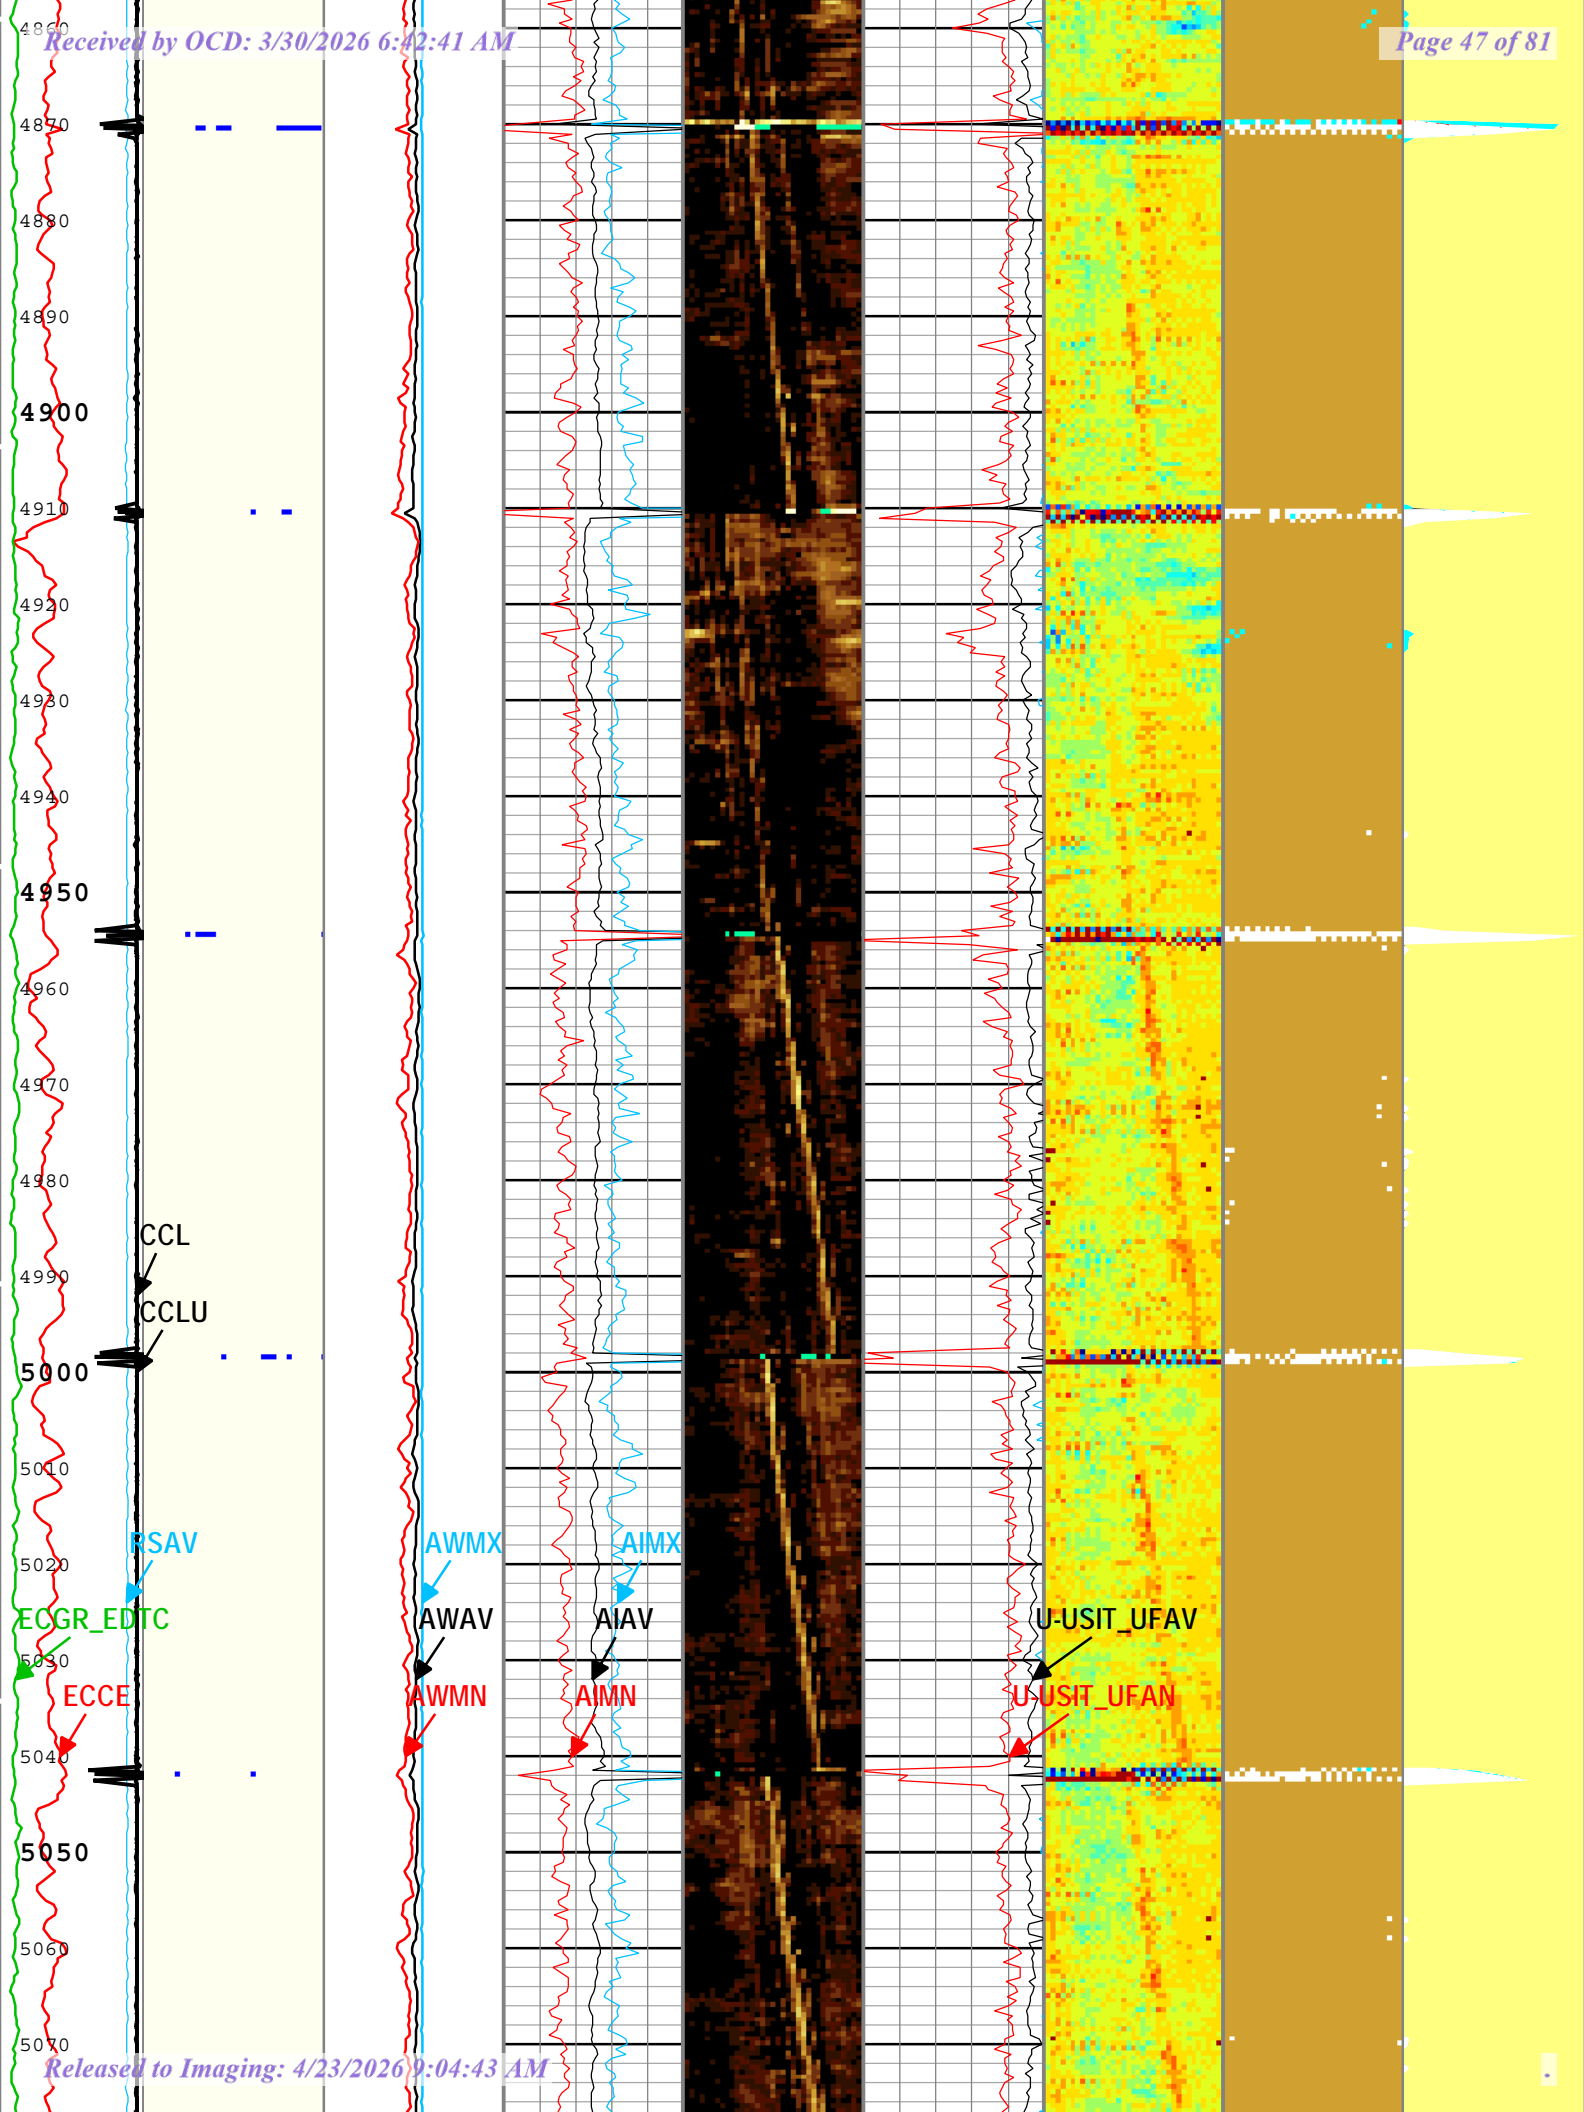 4860
Received by OCD: 3/30/2026 6:42:41 AM
Page 47 of 81
4870
4880
4890
4900
4910
4920
4930
4940
4950
4960
4970
4980
CCL
4990
CCLU
5000
5010
RSAV AWMX AIMX
5020
ECGR_EDTC AWAV AIAV U-USIT_UFAV
5030
ECCE AWMN AIMN U-USIT_UFAN
5040
5050
5060
5070
Released to Imaging: 4/23/2026 9:04:43 AM